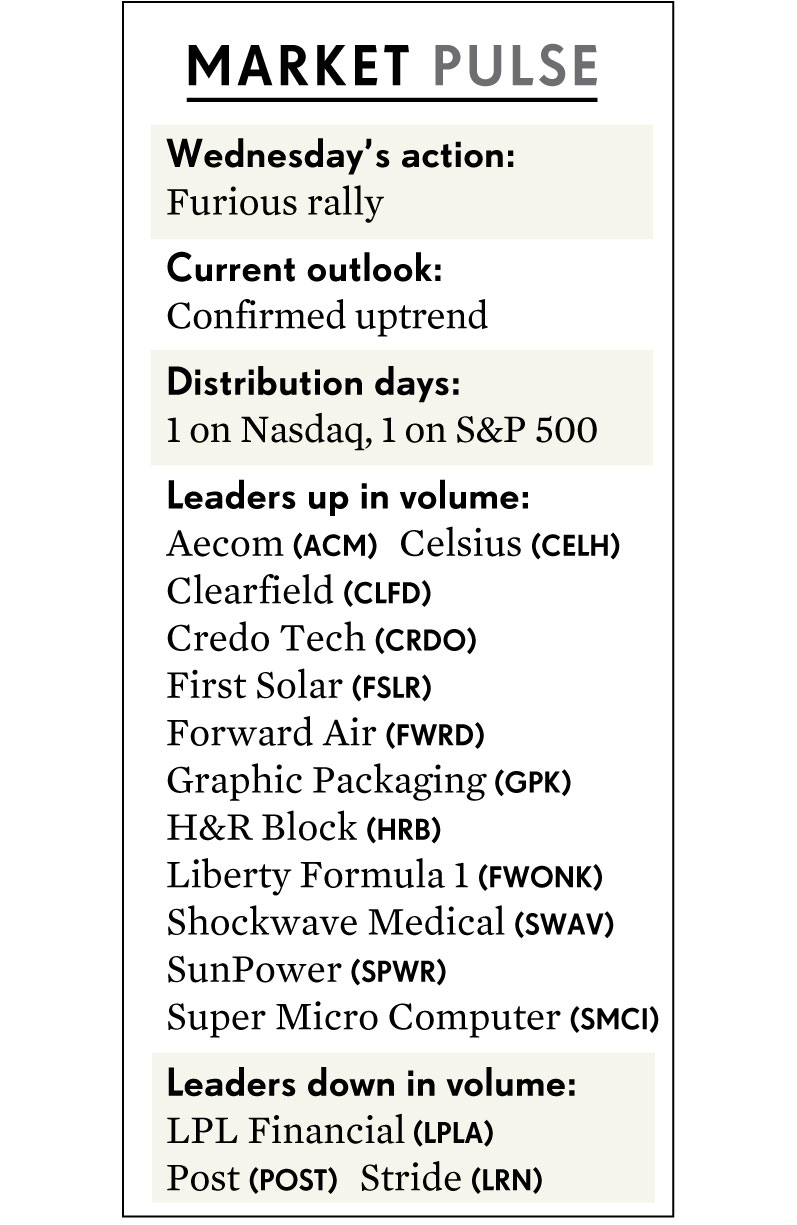 MARKET PULSE
Wednesday’s action:
Furious rally
Current outlook:
Confirmed uptrend
Distribution days:
1 on Nasdaq, 1 on S&P 500
Leaders up in volume:
Aecom (ACM) Celsius (CELH)
Clearfield (CLFD)
Credo Tech (CRDO)
First Solar (FSLR)
Forward Air (FWRD)
Graphic Packaging (GPK)
H&R Block (HRB)
Liberty Formula 1 (FWONK)
Shockwave Medical (SWAV)
SunPower (SPWR)
Super Micro Computer (SMCI)
Leaders down in volume:
LPL Financial (LPLA)
Post (POST) Stride (LRN)